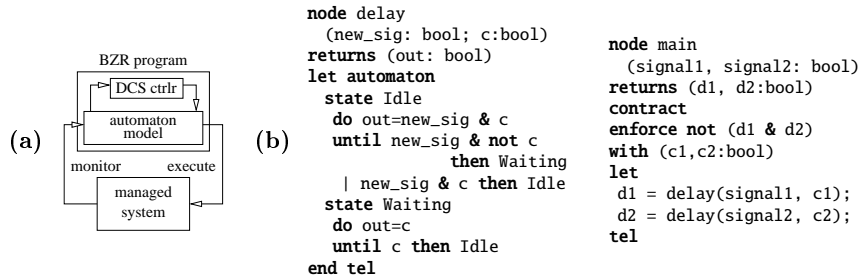 (a)
BZR program
DCS ctrlr
automaton
model
monitor execute
managed
system
(b)
node delay
(new_sig: bool; c:bool)
returns (out: bool)
let automaton
state Idle
do out=new_sig & c
until new_sig & not c
then Waiting
| new_sig & c then Idle
state Waiting
do out=c
until c then Idle
end tel
node main
(signal1, signal2: bool)
returns (d1, d2:bool)
contract
enforce not (d1 & d2)
with (c1,c2:bool)
let
d1 = delay(signal1, c1);
d2 = delay(signal2, c2);
tel